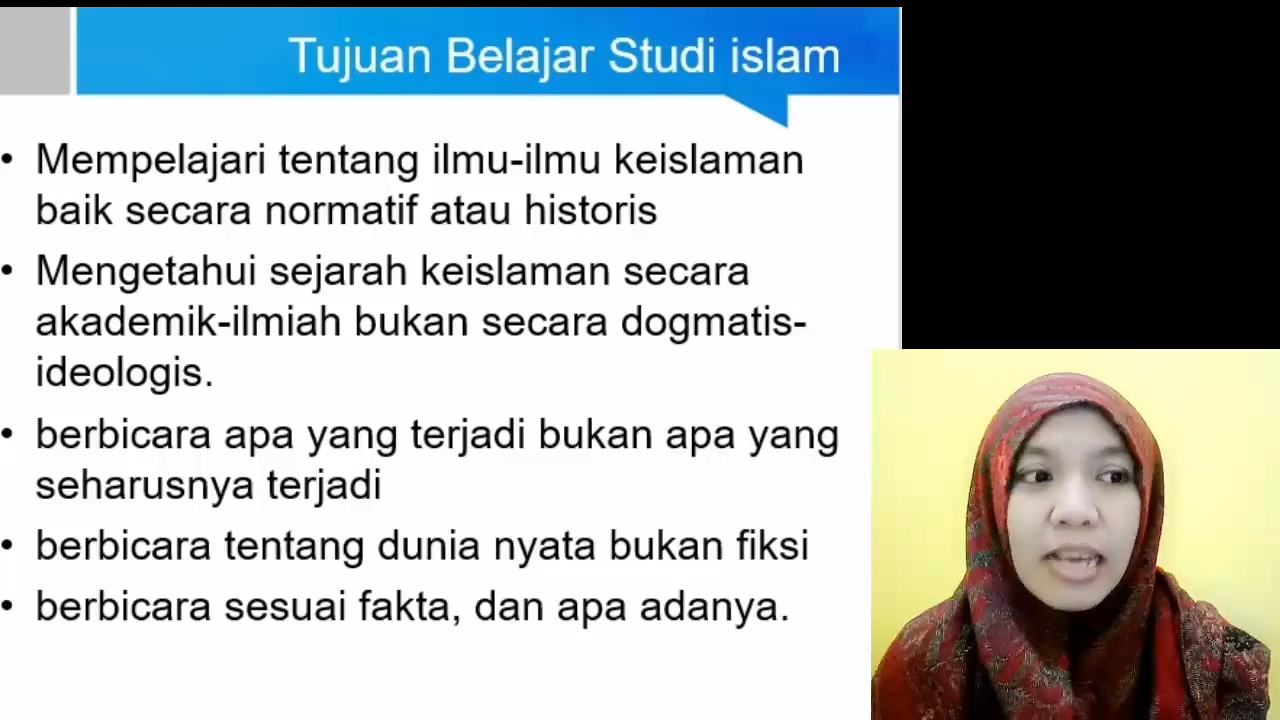 Tujuan Belajar Studi islam
• Mempelajari tentang ilmu-ilmu keislaman
baik secara normatif atau historis
• Mengetahui sejarah keislaman secara
akademik-ilmiah bukan secara dogmatis-
ideologis.
• berbicara apa yang terjadi bukan apa yang
seharusnya terjadi
• berbicara tentang dunia nyata bukan fiksi
• berbicara sesuai fakta, dan apa adanya.